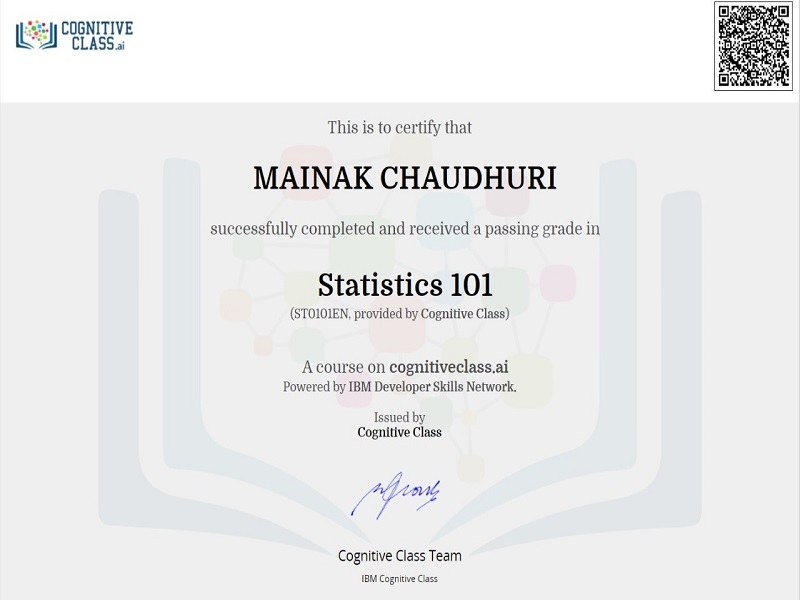 COGNITIVE
CLASS.ai
This is to certify that
MAINAK CHAUDHURI
successfully completed and received a passing grade in
Statistics 101
(ST0101EN, provided by Cognitive Class)
A course on cognitiveclass.ai
Powered by IBM Developer Skills Network.
Issued by
Cognitive Class
Cognitive Class Team
IBM Cognitive Class